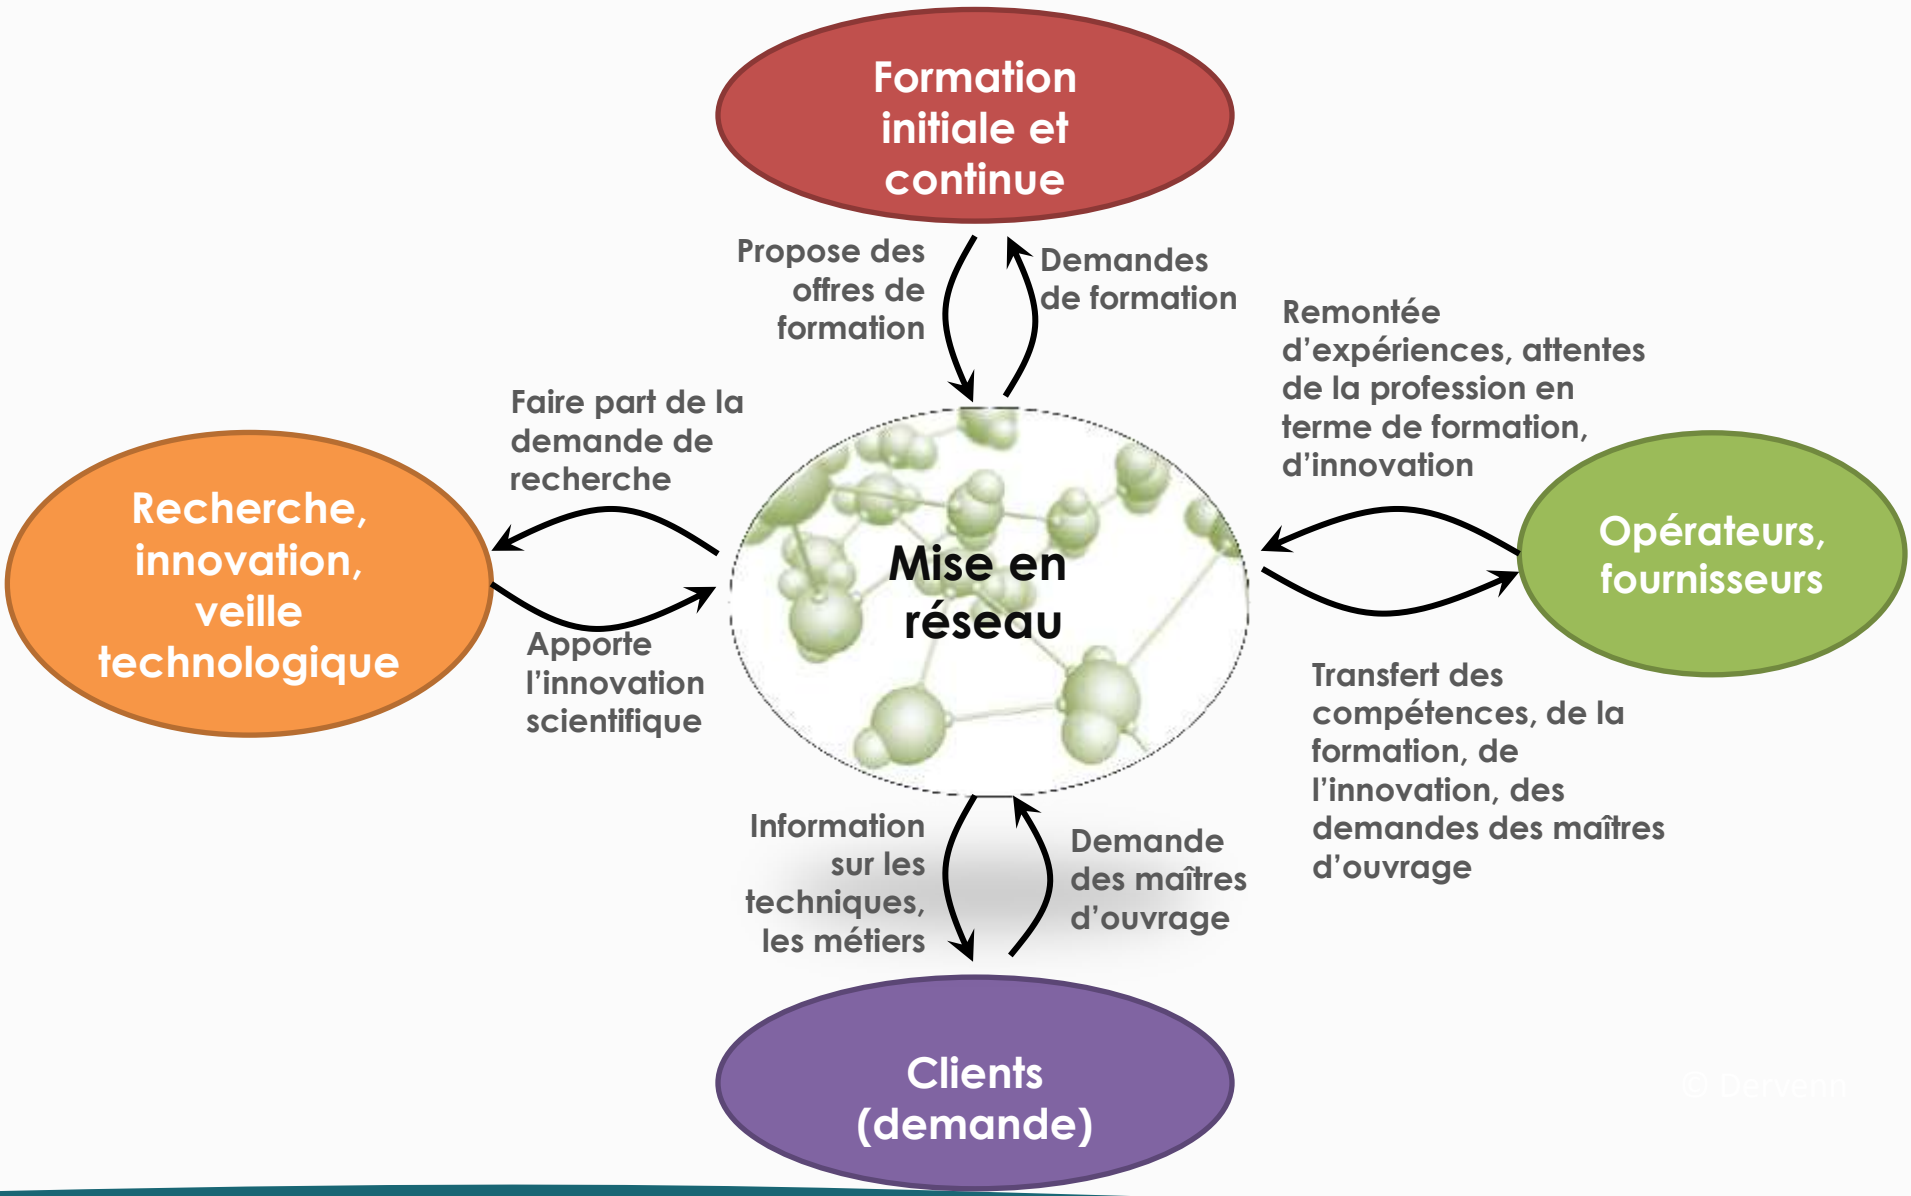 Formation
initiale et
continue
Propose des
offres de
formation
Demandes
de formation
Remontée
d'expériences, attentes
de la profession en
terme de formation,
d'innovation
Faire part de la
demande de
recherche
Recherche,
innovation,
veille
technologique
Mise en
réseau
Opérateurs,
fournisseurs
Apporte
l'innovation
scientifique
Transfert des
compétences, de la
formation, de
l'innovation, des
demandes des maîtres
d'ouvrage
Information
sur les
techniques,
les métiers
Demande
des maîtres
d'ouvrage
Clients
(demande)
© Dervenn